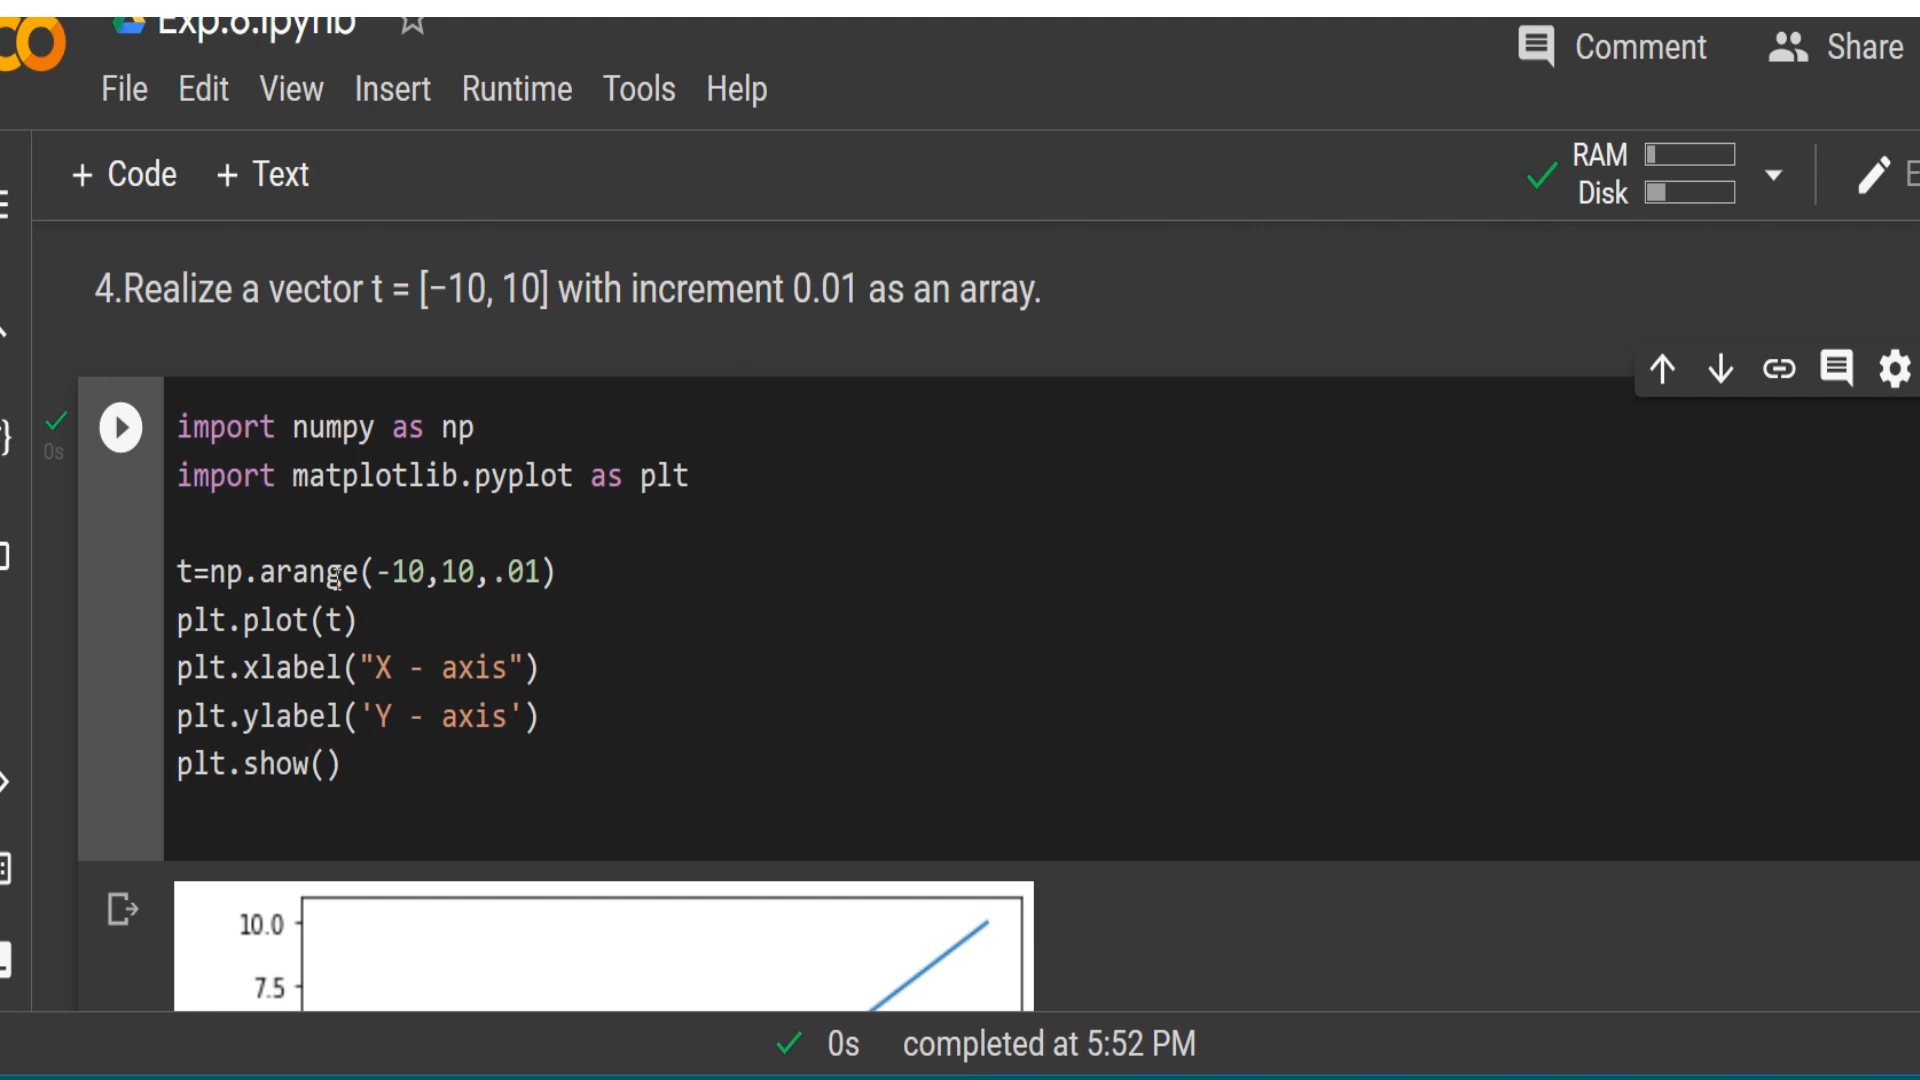 Exp.6.ipynb
Comment Share
File Edit View Insert Runtime Tools Help
+ Code + Text
RAM
Disk
4.Realize a vector t = [−10, 10] with increment 0.01 as an array.
import numpy as np
import matplotlib.pyplot as plt
t=np.arange(-10,10,.01)
plt.plot(t)
plt.xlabel("X - axis")
plt.ylabel('Y - axis')
plt.show()
0s
10.0
7.5
0s completed at 5:52 PM